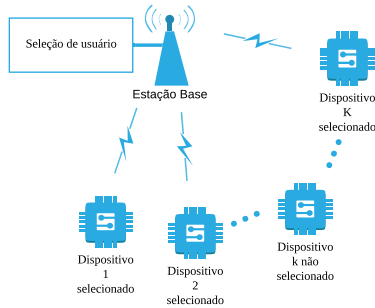 Seleção de usuário
Estação Base
Dispositivo
K
selecionado
Dispositivo
1
selecionado
Dispositivo
2
selecionado
Dispositivo
k não
selecionado